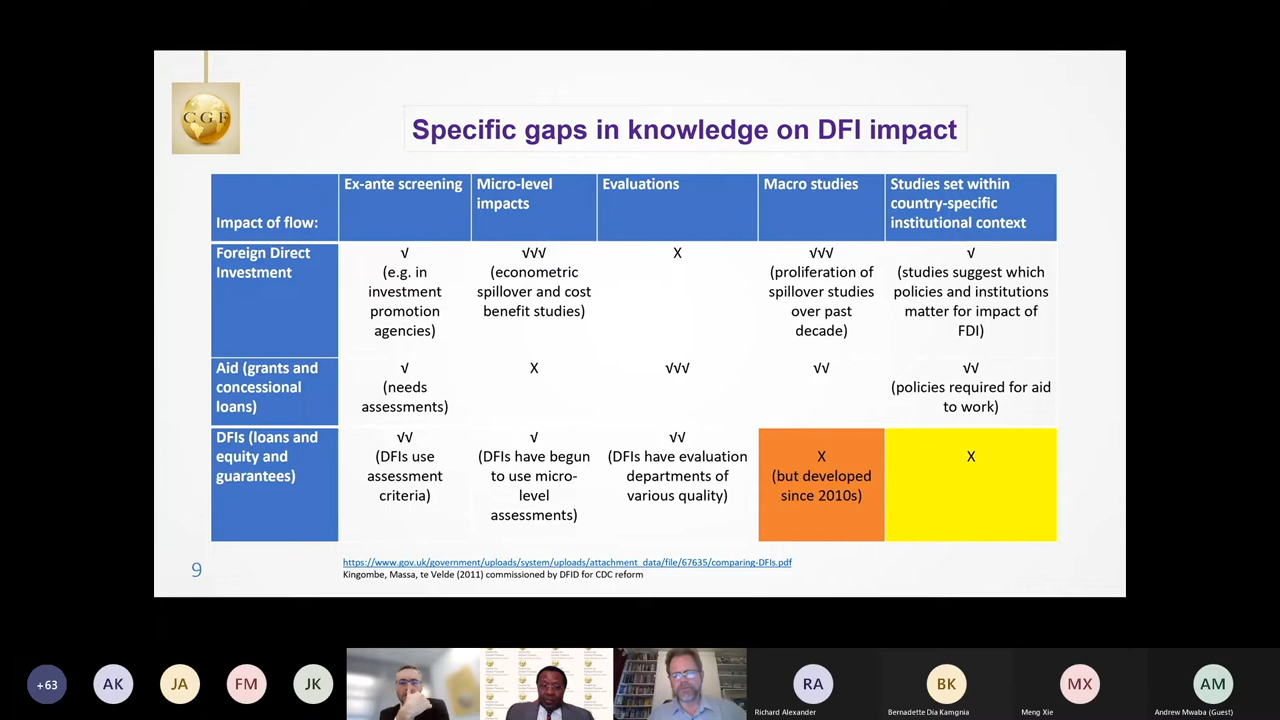 CGF
Specific gaps in knowledge on DFI impact
Impact of flow:
Ex-ante screening
Micro-level
impacts
Evaluations
Macro studies
Studies set within
country-specific
institutional context
Foreign Direct
Investment
√
(e.g. in
investment
promotion
agencies)
√√√
(econometric
spillover and cost
benefit studies)
X
√√√
(proliferation of
spillover studies
over past
decade)
√
(studies suggest which
policies and institutions
matter for impact of
FDI)
Aid (grants and
concessional
loans)
√
(needs
assessments)
X
√√√
√√
√√
(policies required for aid
to work)
DFIs (loans and
equity and
guarantees)
√√
(DFIs use
assessment
criteria)
√
(DFIs have begun
to use micro-
level
assessments)
√√
(DFIs have evaluation
departments of
various quality)
X
(but developed
since 2010s)
X
https://www.gov.uk/government/uploads/system/uploads/attachment_data/file/67635/comparing-DFIs.pdf
Kingombe, Massa, te Velde (2011) commissioned by DFID for CDC reform
9
+63
AK
JA
FM
JK
RA
Richard Alexander
BK
Bernadette Dia Kamgnia
MX
Meng Xie
AM
Andrew Mwaba (Guest)